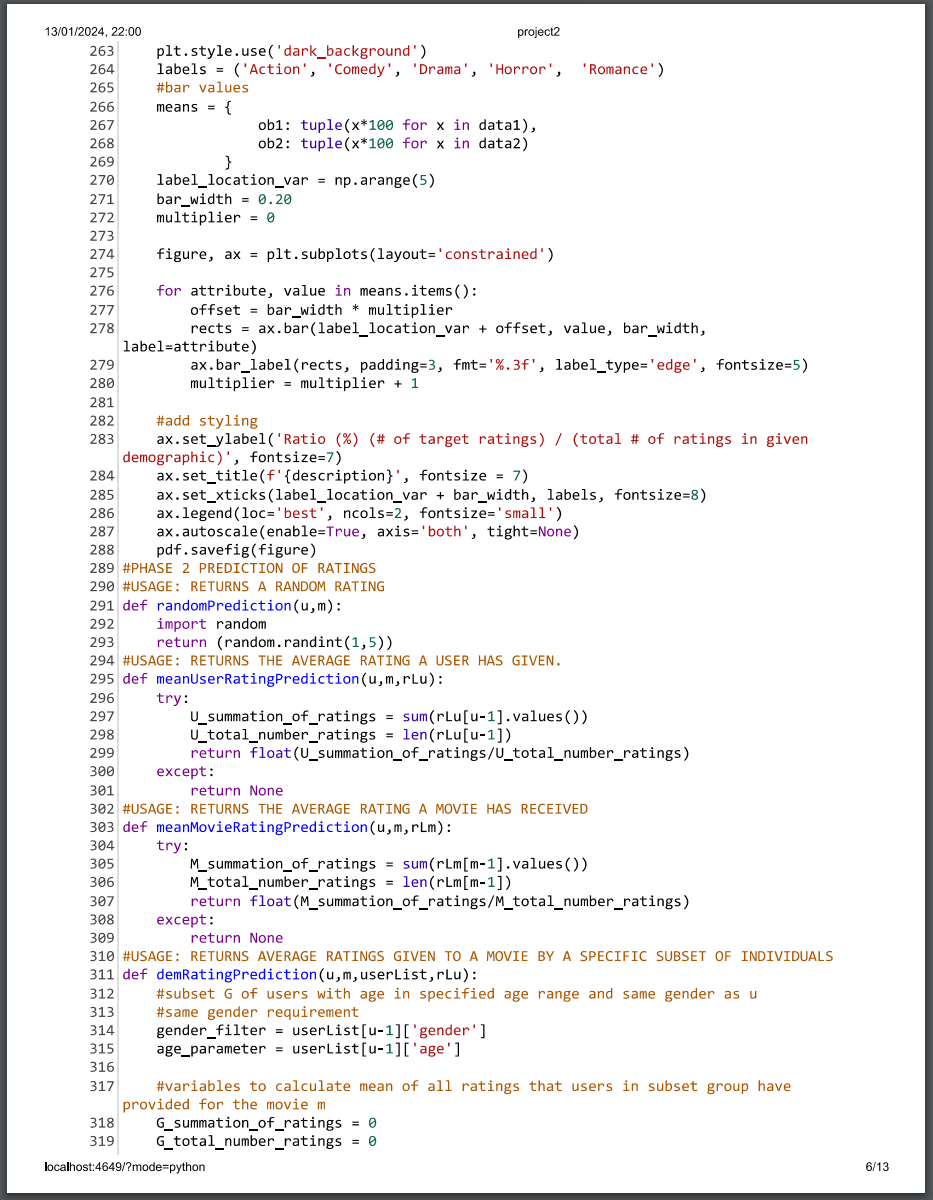 13/01/2024, 22:00 project2
263     plt.style.use('dark_background')
264     labels = ('Action', 'Comedy', 'Drama', 'Horror',  'Romance')
265     #bar values
266     means = {
267                 ob1: tuple(x*100 for x in data1),
268                 ob2: tuple(x*100 for x in data2)
269             }
270     label_location_var = np.arange(5)
271     bar_width = 0.20
272     multiplier = 0
273
274     figure, ax = plt.subplots(layout='constrained')
275
276     for attribute, value in means.items():
277         offset = bar_width * multiplier
278         rects = ax.bar(label_location_var + offset, value, bar_width,
label=attribute)
279         ax.bar_label(rects, padding=3, fmt='%.3f', label_type='edge', fontsize=5)
280         multiplier = multiplier + 1
281
282     #add styling
283     ax.set_ylabel('Ratio (%) (# of target ratings) / (total # of ratings in given
demographic)', fontsize=7)
284     ax.set_title(f'{description}', fontsize = 7)
285     ax.set_xticks(label_location_var + bar_width, labels, fontsize=8)
286     ax.legend(loc='best', ncols=2, fontsize='small')
287     ax.autoscale(enable=True, axis='both', tight=None)
288     pdf.savefig(figure)
289 #PHASE 2 PREDICTION OF RATINGS
290 #USAGE: RETURNS A RANDOM RATING
291 def randomPrediction(u,m):
292     import random
293     return (random.randint(1,5))
294 #USAGE: RETURNS THE AVERAGE RATING A USER HAS GIVEN.
295 def meanUserRatingPrediction(u,m,rLu):
296     try:
297         U_summation_of_ratings = sum(rLu[u-1].values())
298         U_total_number_ratings = len(rLu[u-1])
299         return float(U_summation_of_ratings/U_total_number_ratings)
300     except:
301         return None
302 #USAGE: RETURNS THE AVERAGE RATING A MOVIE HAS RECEIVED
303 def meanMovieRatingPrediction(u,m,rLm):
304     try:
305         M_summation_of_ratings = sum(rLm[m-1].values())
306         M_total_number_ratings = len(rLm[m-1])
307         return float(M_summation_of_ratings/M_total_number_ratings)
308     except:
309         return None
310 #USAGE: RETURNS AVERAGE RATINGS GIVEN TO A MOVIE BY A SPECIFIC SUBSET OF INDIVIDUALS
311 def demRatingPrediction(u,m,userList,rLu):
312     #subset G of users with age in specified age range and same gender as u
313     #same gender requirement
314     gender_filter = userList[u-1]['gender']
315     age_parameter = userList[u-1]['age']
316
317     #variables to calculate mean of all ratings that users in subset group have
provided for the movie m
318     G_summation_of_ratings = 0
319     G_total_number_ratings = 0
localhost:4649/?mode=python 6/13